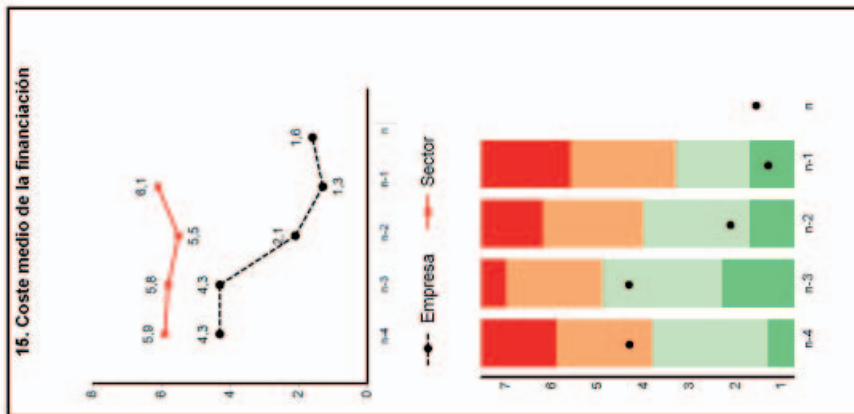 15. Coste medio de la financiación
8
6
4
2
0
5,9
5,8
5,5
6,1
4,3
4,3
2,1
1,3
1,6
n-4
n-3
n-2
n-1
n
Empresa
Sector
7
6
5
4
3
2
1
n-4
n-3
n-2
n-1
n